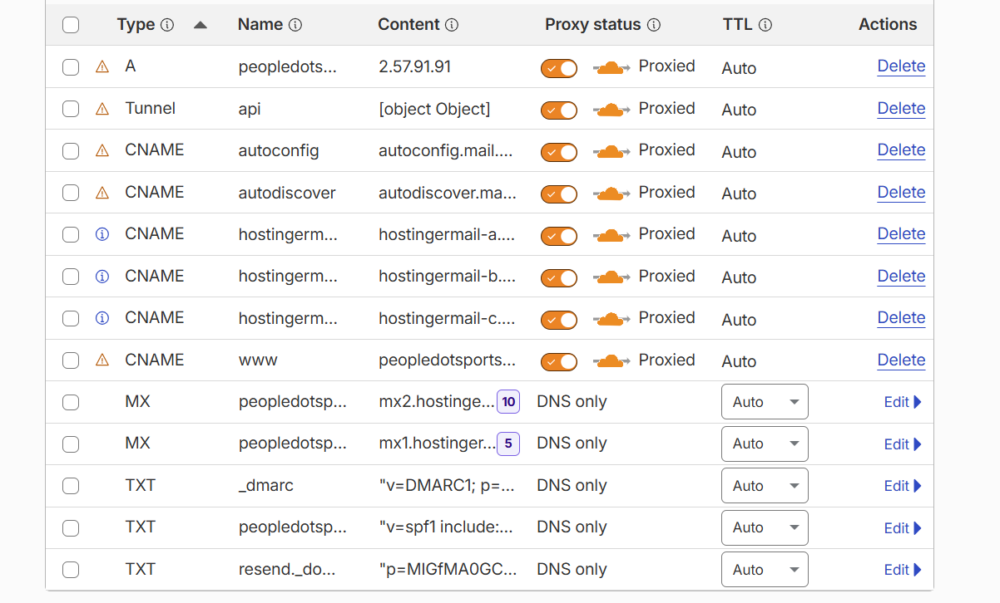 Type Name Content Proxy status TTL Actions
A peopledots... 2.57.91.91 Proxied Auto Delete
Tunnel api [object Object] Proxied Auto Delete
CNAME autoconfig autoconfig.mail.... Proxied Auto Delete
CNAME autodiscover autodiscover.ma... Proxied Auto Delete
CNAME hostingerm... hostingermail-a.... Proxied Auto Delete
CNAME hostingerm... hostingermail-b.... Proxied Auto Delete
CNAME hostingerm... hostingermail-c.... Proxied Auto Delete
CNAME www peopledotsports... Proxied Auto Delete
MX peopledotsp... mx2.hostinge... 10 DNS only Auto Edit
MX peopledotsp... mx1.hostinger... 5 DNS only Auto Edit
TXT _dmarc "v=DMARC1; p=... DNS only Auto Edit
TXT peopledotsp... "v=spf1 include:... DNS only Auto Edit
TXT resend._do... "p=MIGfMA0GC... DNS only Auto Edit